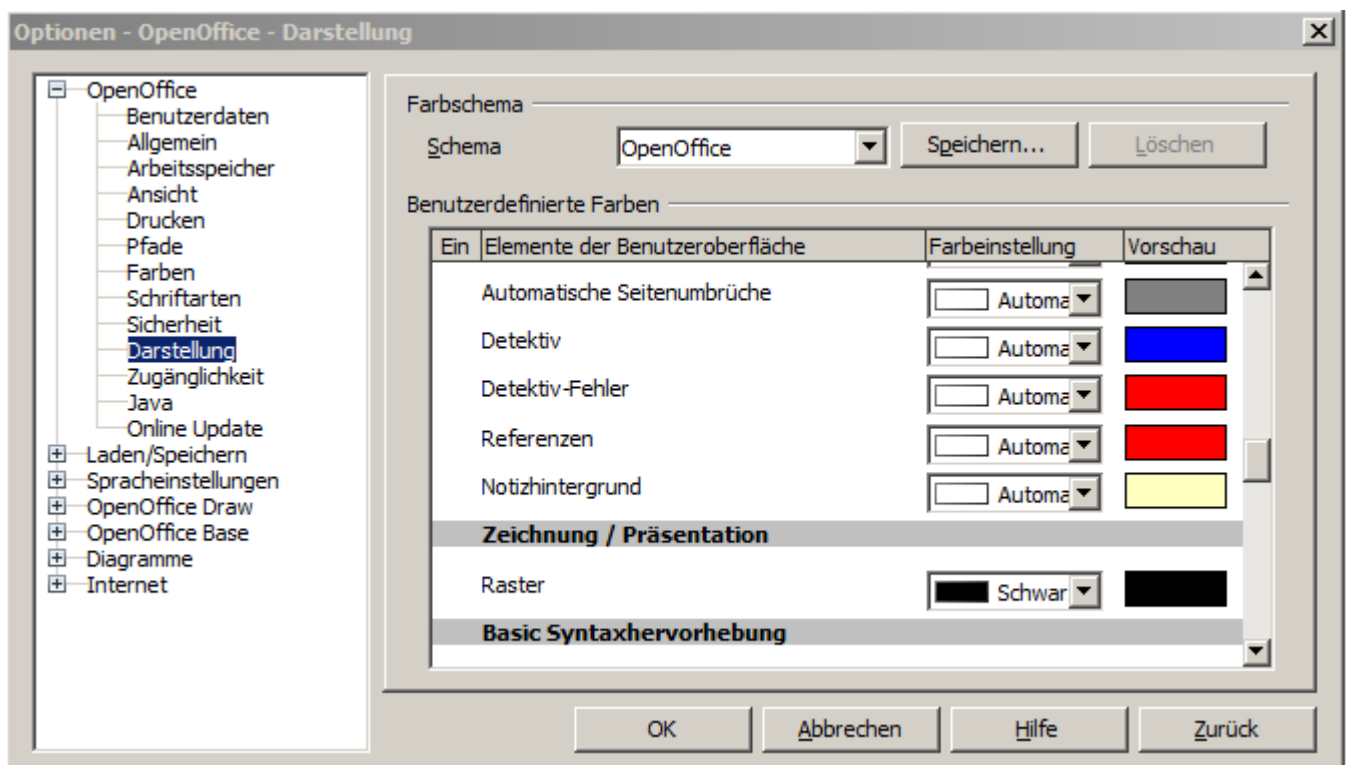 Optionen - OpenOffice - Darstellung
OpenOffice
Benutzerdaten
Allgemein
Arbeitsspeicher
Ansicht
Drucken
Pfade
Farben
Schriftarten
Sicherheit
Darstellung
Zugänglichkeit
Java
Online Update
Laden/Speichern
Spracheinstellungen
OpenOffice Draw
OpenOffice Base
Diagramme
Internet
Farbschema
Schema OpenOffice Speichern... Löschen
Benutzerdefinierte Farben
Ein Elemente der Benutzeroberfläche Farbeinstellung Vorschau
Automatische Seitenumbrüche Automa
Detektiv Automa
Detektiv-Fehler Automa
Referenzen Automa
Notizhintergrund Automa
Zeichnung / Präsentation
Raster Schwar
Basic Syntaxhervorhebung
OK Abbrechen Hilfe Zurück